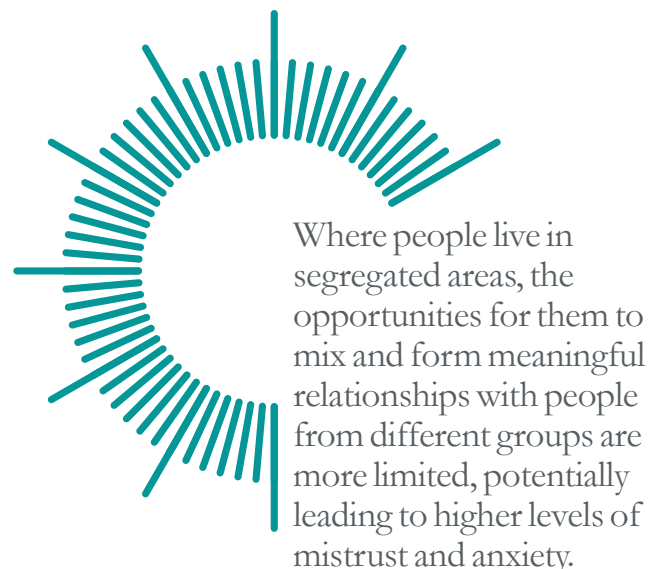 Where people live in
segregated areas, the
opportunities for them to
mix and form meaningful
relationships with people
from different groups are
more limited, potentially
leading to higher levels of
mistrust and anxiety.